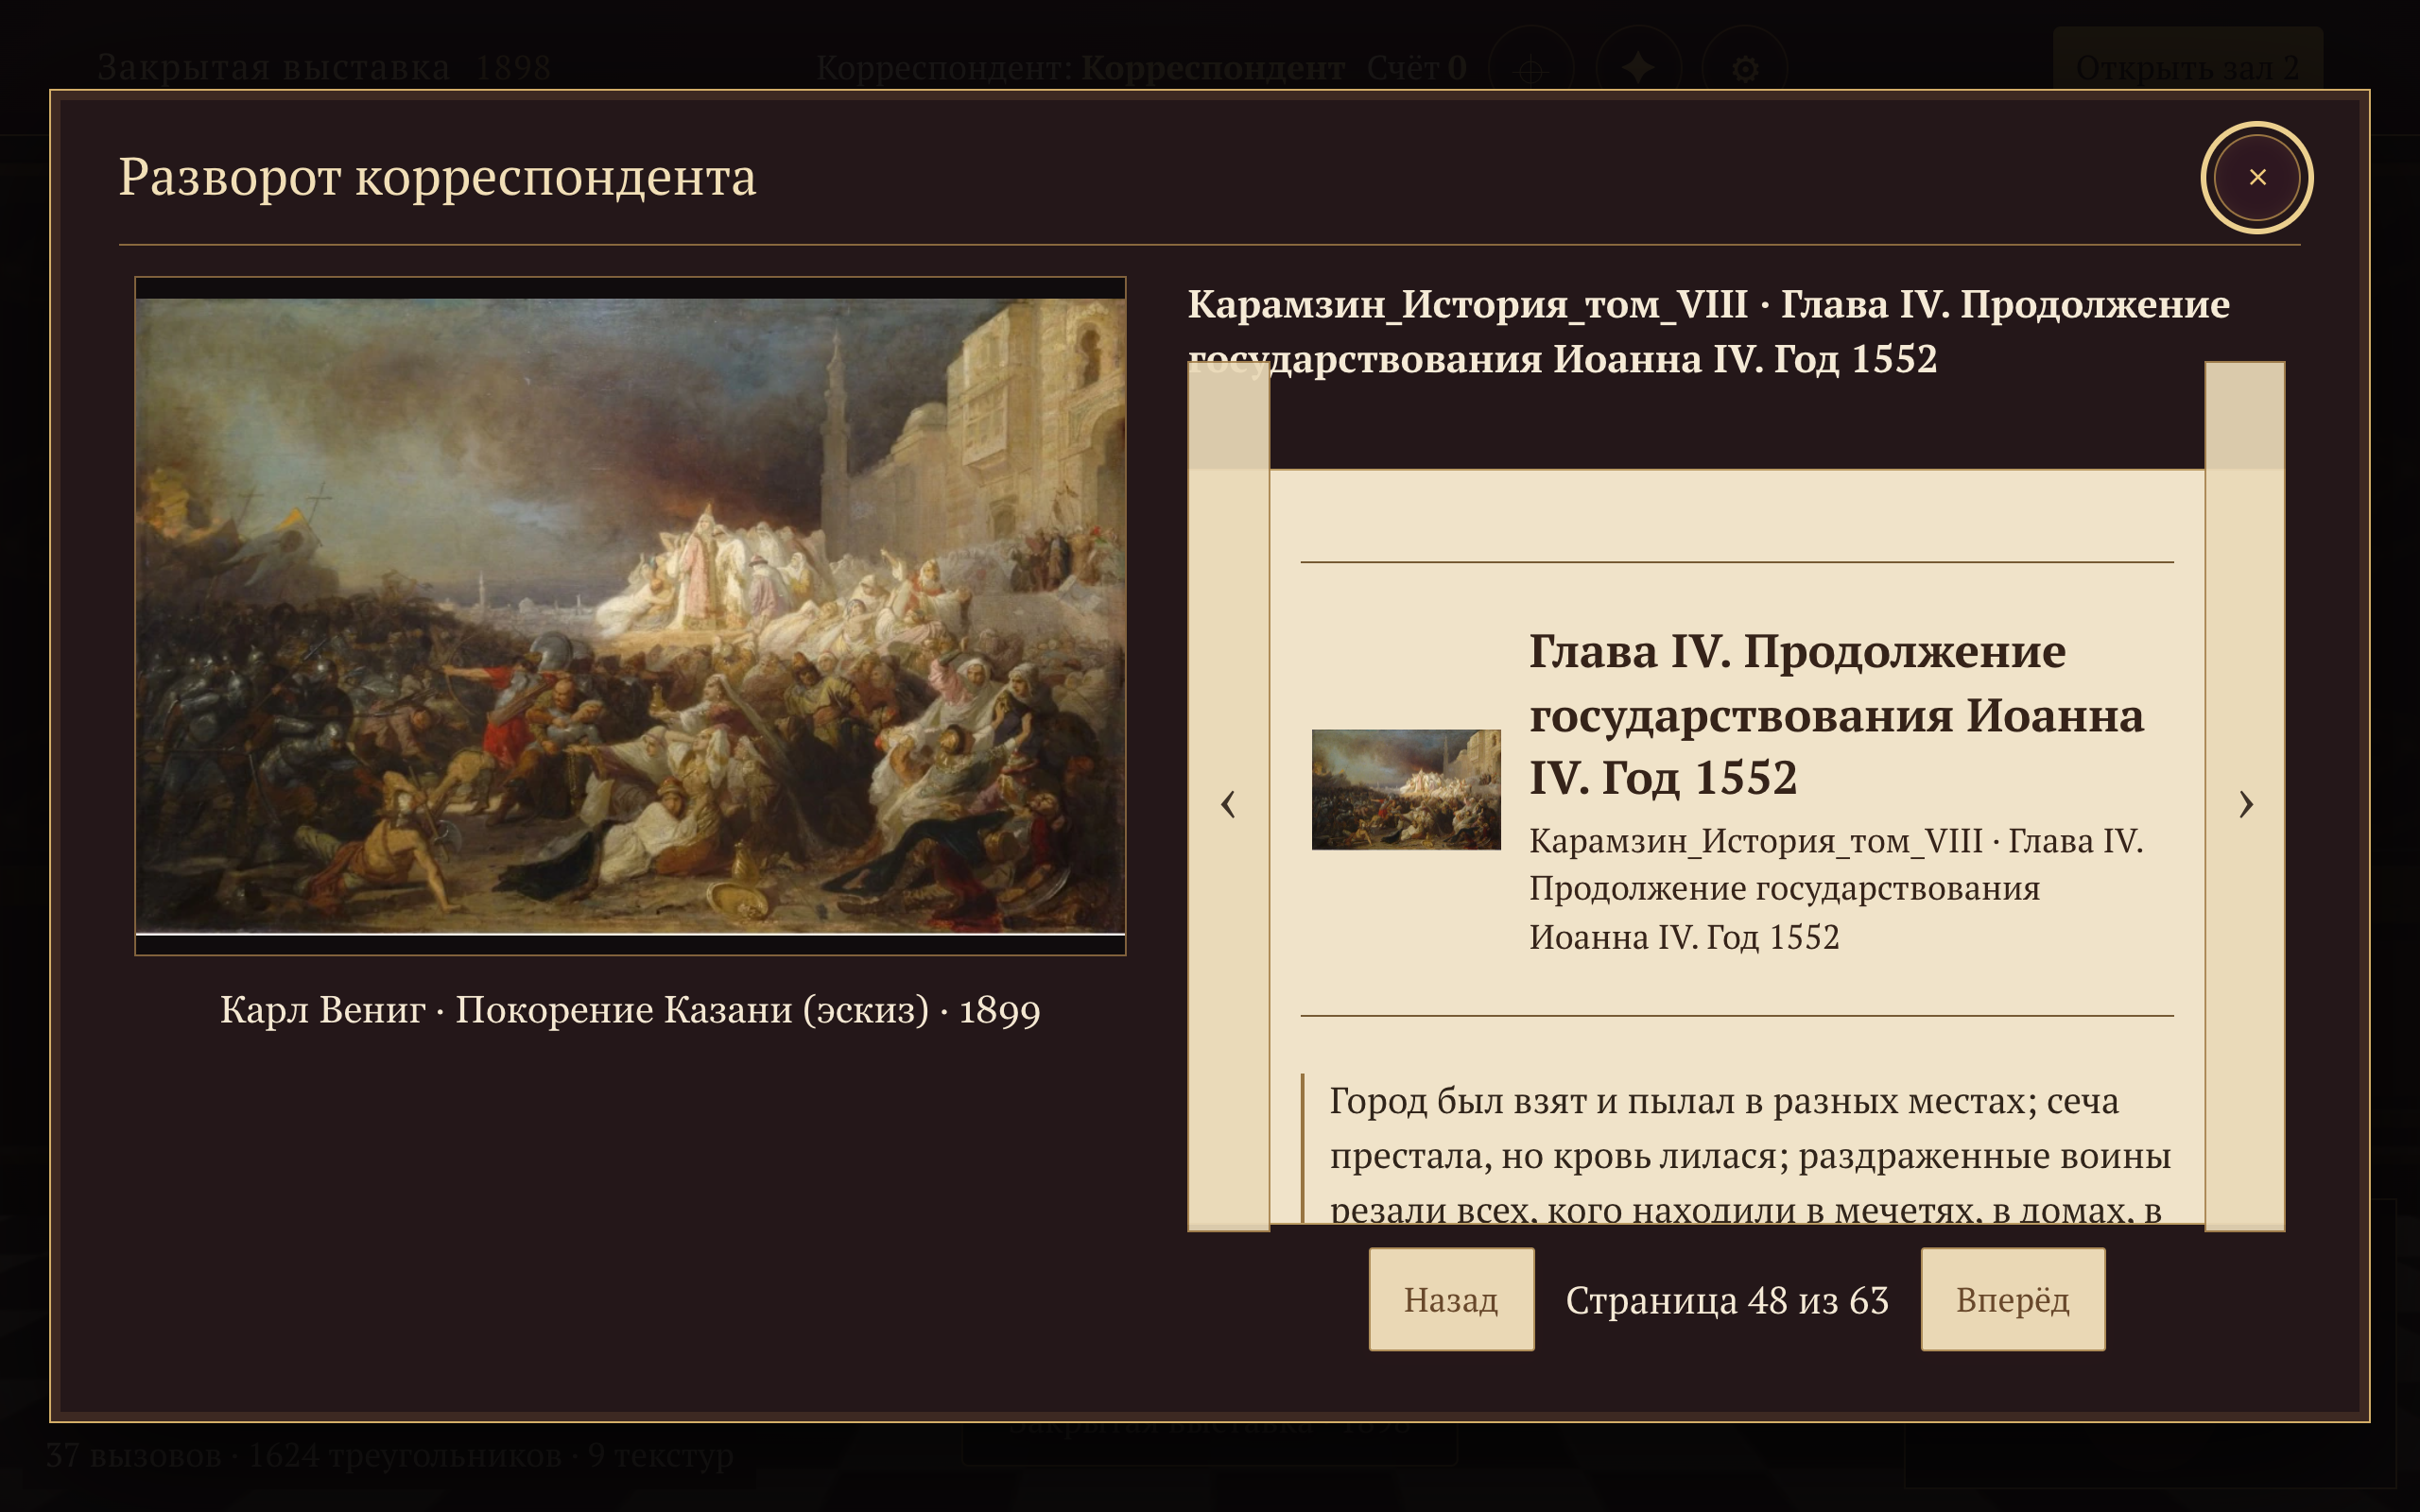 Закрытая выставка 1898
Корреспондент: Корреспондент Счёт 0
Открыть зал 2
Разворот корреспондента
×
Карамзин_История_том_VIII · Глава IV. Продолжение
государствования Иоанна IV. Год 1552
Карл Вениг · Покорение Казани (эскиз) · 1899
‹
›
Глава IV. Продолжение
государствования Иоанна
IV. Год 1552
Карамзин_История_том_VIII · Глава IV.
Продолжение государствования
Иоанна IV. Год 1552
Город был взят и пылал в разных местах; сеча
престала, но кровь лилася; раздраженные воины
резали всех, кого находили в мечетях, в домах, в
Назад
Страница 48 из 63
Вперёд
Закрытая выставка · 1898
37 вызовов · 1624 треугольников · 9 текстур